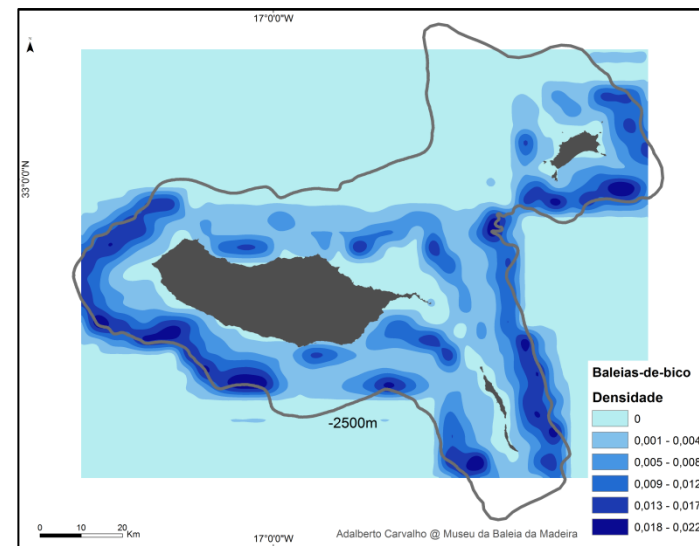 17°0'0"W
33°0'0"N
-2500m
Baleias-de-bico
Densidade
0
0,001 - 0,004
0,005 - 0,008
0,009 - 0,012
0,013 - 0,017
0,018 - 0,022
0 10 20
Km
Adalberto Carvalho @ Museu da Baleia da Madeira
17°0'0"W